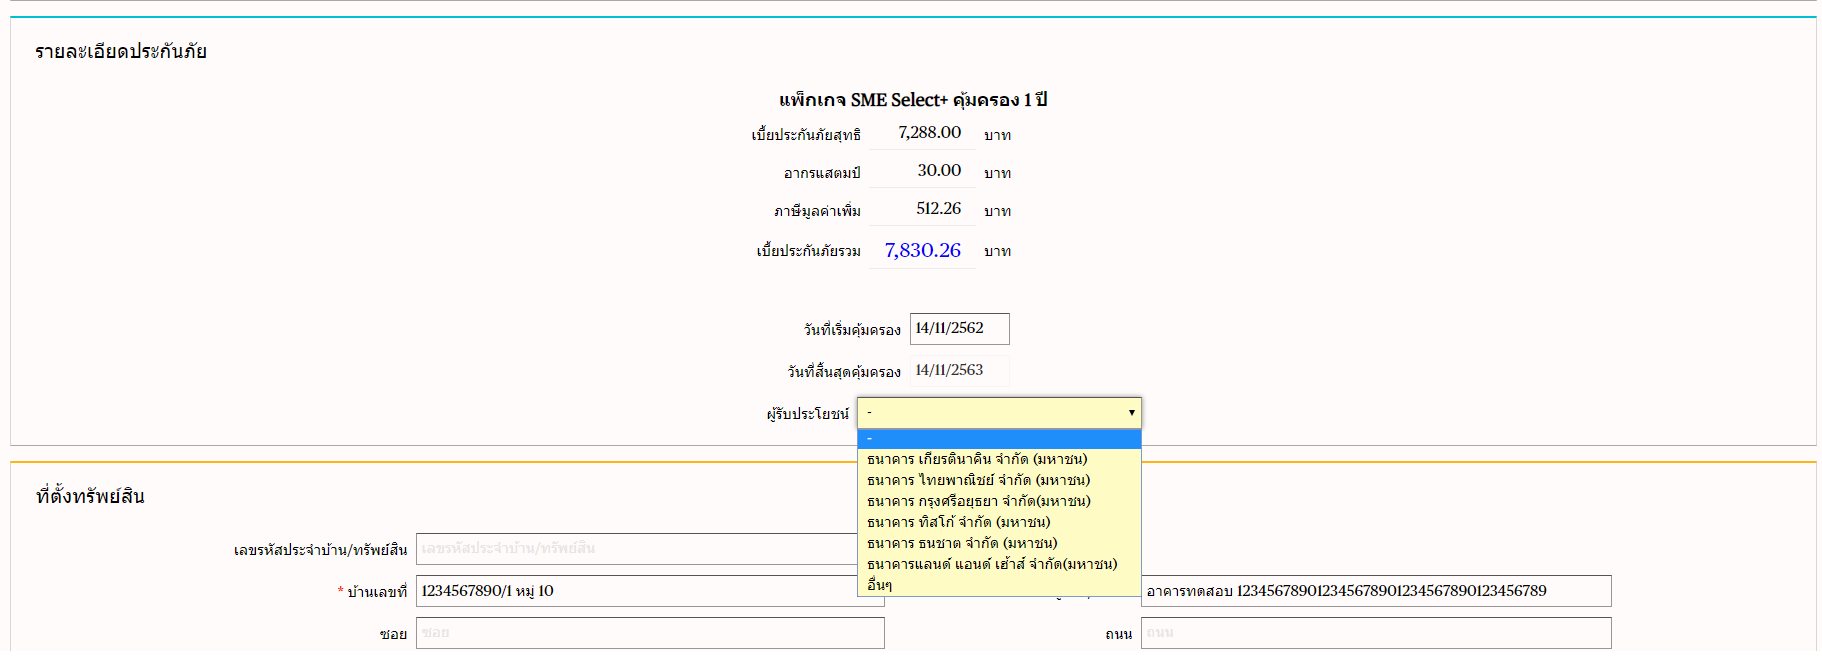 รายละเอียดประกันภัย
แพ็กเกจ SME Select+ คุ้มครอง 1 ปี
เบี้ยประกันภัยสุทธิ 7,288.00 บาท
อากรแสตมป์ 30.00 บาท
ภาษีมูลค่าเพิ่ม 512.26 บาท
เบี้ยประกันภัยรวม 7,830.26 บาท
วันที่เริ่มคุ้มครอง 14/11/2562
วันที่สิ้นสุดคุ้มครอง 14/11/2563
ผู้รับประโยชน์ -
-
ธนาคาร เกียรตินาคิน จำกัด (มหาชน)
ธนาคาร ไทยพาณิชย์ จำกัด (มหาชน)
ธนาคาร กรุงศรีอยุธยา จำกัด(มหาชน)
ธนาคาร ทิสโก้ จำกัด (มหาชน)
ธนาคาร ธนชาต จำกัด (มหาชน)
ธนาคารแลนด์ แอนด์ เฮ้าส์ จำกัด(มหาชน)
อื่นๆ
ที่ตั้งทรัพย์สิน
เลขรหัสประจำบ้าน/ทรัพย์สิน เลขรหัสประจำบ้าน/ทรัพย์สิน
* บ้านเลขที่ 1234567890/1 หมู่ 10 อาคารทดสอบ 123456789012345678901234567890123456789
ซอย ซอย ถนน ถนน